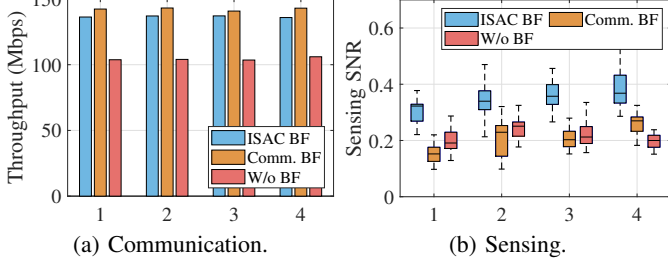 Throughput (Mbps)
150
100
50
0
ISAC BF
Comm. BF
W/o BF
1 2 3 4
(a) Communication.
Sensing SNR
0.6
0.4
0.2
0
ISAC BF
Comm. BF
W/o BF
1 2 3 4
(b) Sensing.